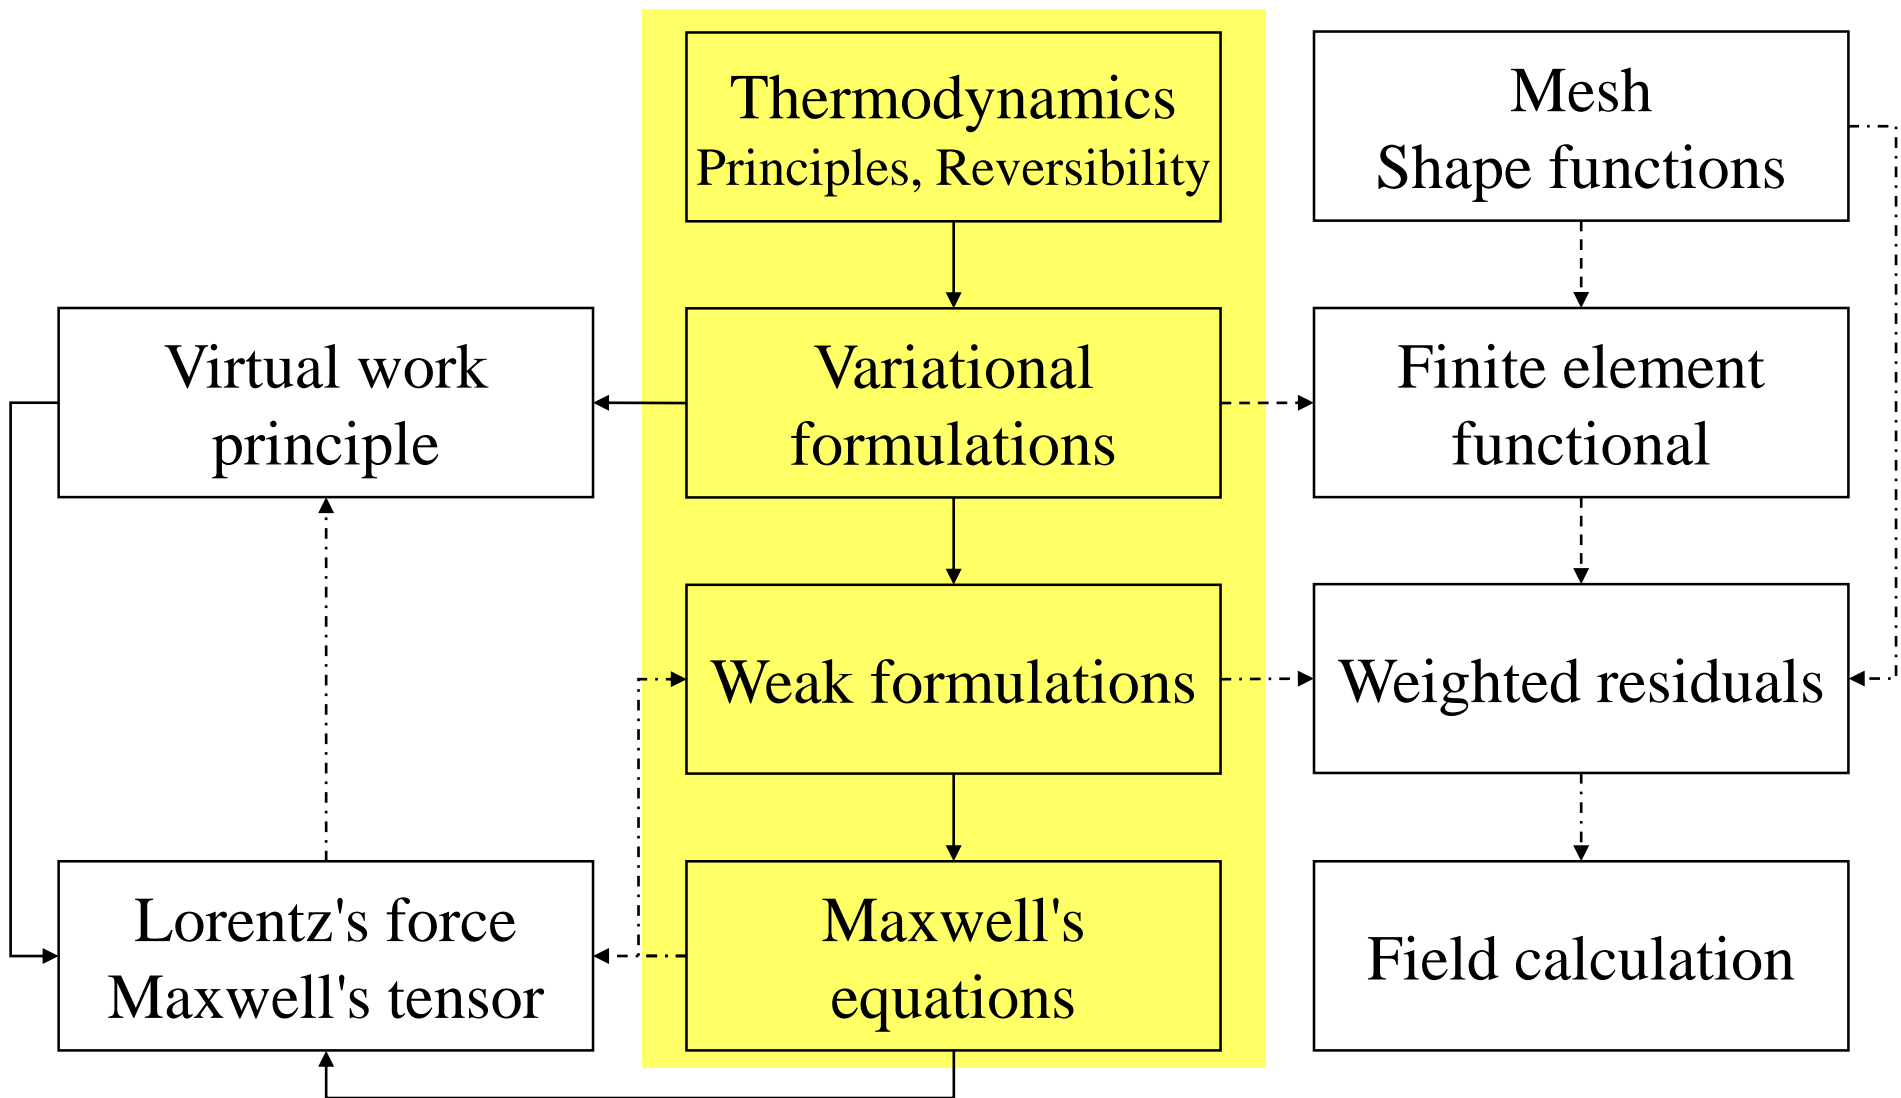 Thermodynamics
Principles, Reversibility
Mesh
Shape functions
Virtual work
principle
Variational
formulations
Finite element
functional
Weak formulations
Weighted residuals
Lorentz's force
Maxwell's tensor
Maxwell's
equations
Field calculation